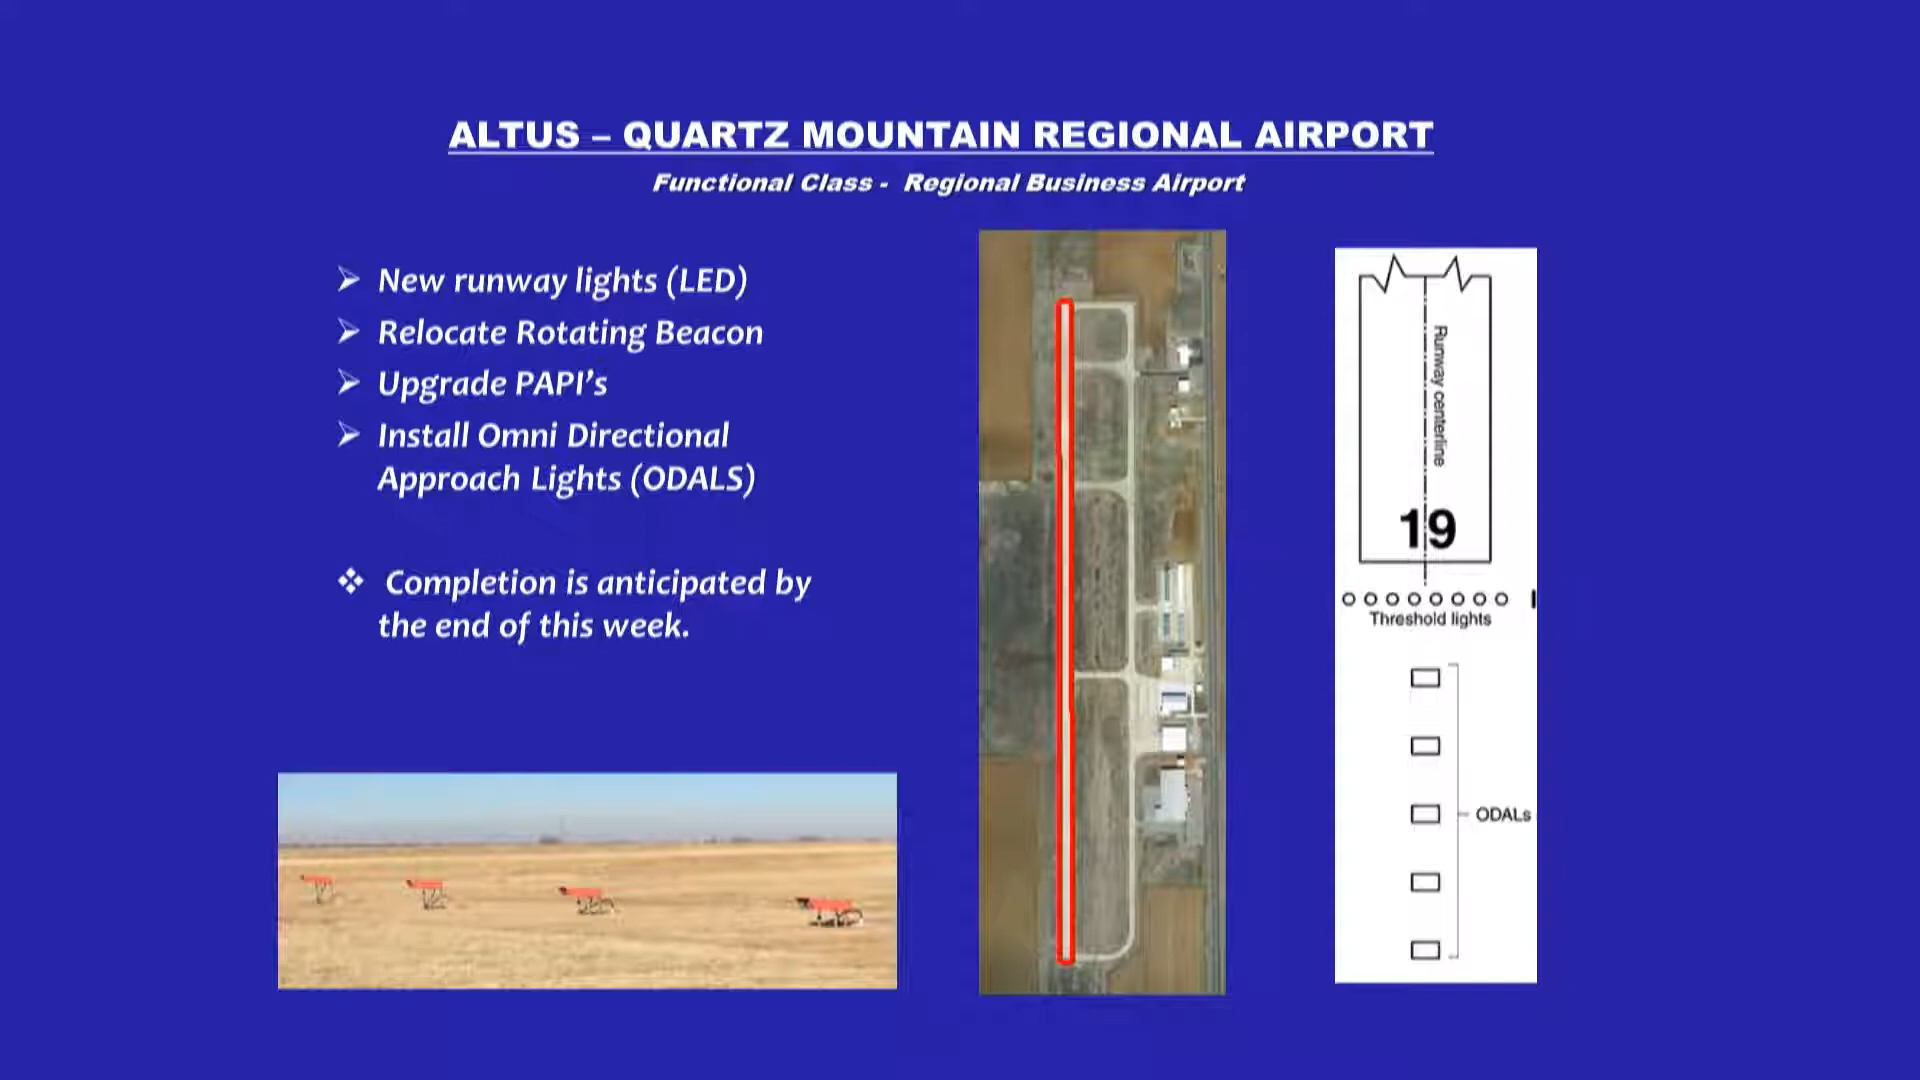 ALTUS – QUARTZ MOUNTAIN REGIONAL AIRPORT
Functional Class - Regional Business Airport
New runway lights (LED)
Relocate Rotating Beacon
Upgrade PAPI's
Install Omni Directional
Approach Lights (ODALS)
Completion is anticipated by
the end of this week.
Runway centerline
19
Threshold lights
ODALs